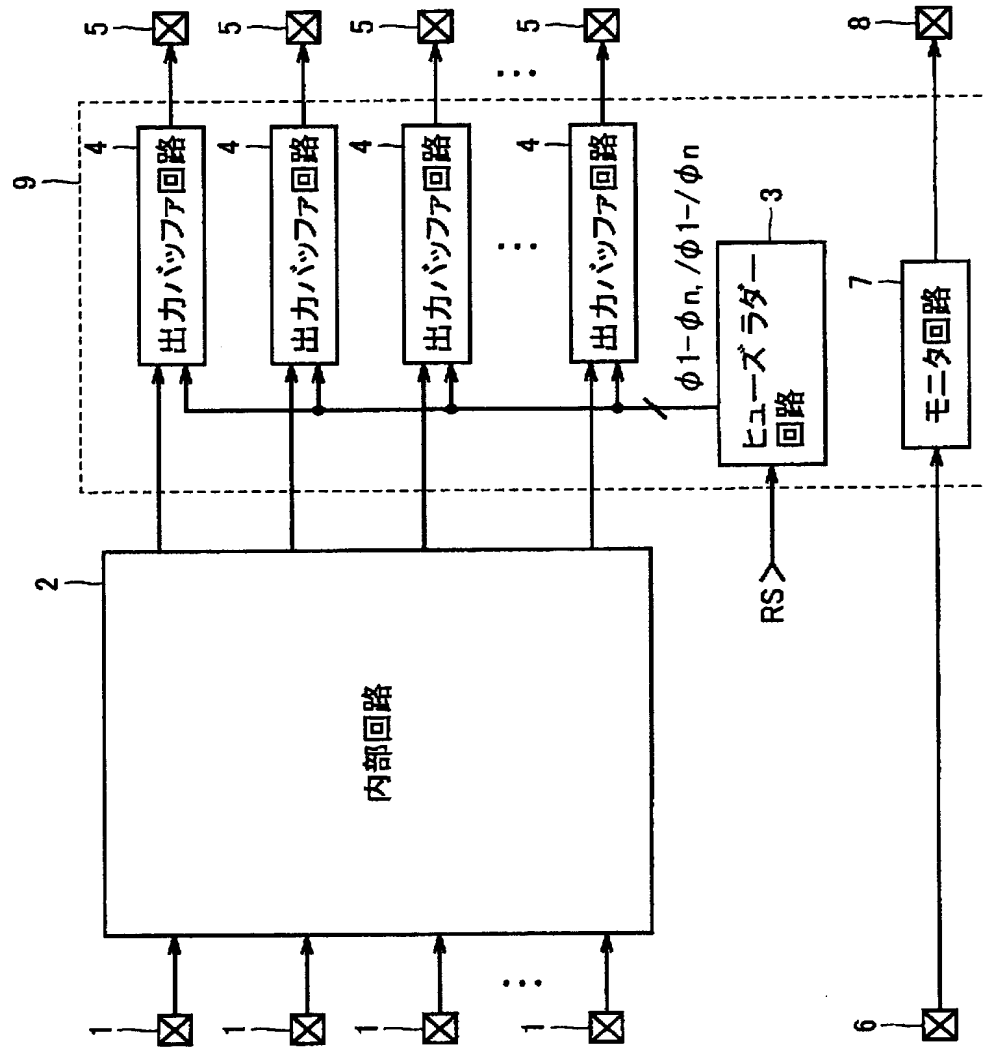 9
5
5
5
5
8
4
4
4
4
出力バッファ回路
出力バッファ回路
出力バッファ回路
出力バッファ回路
...
...
φ1-φn,/φ1-/φn
3
ヒューズ ラダー
回路
7
モニタ回路
RS
2
内部回路
1
1
1
1
...
6